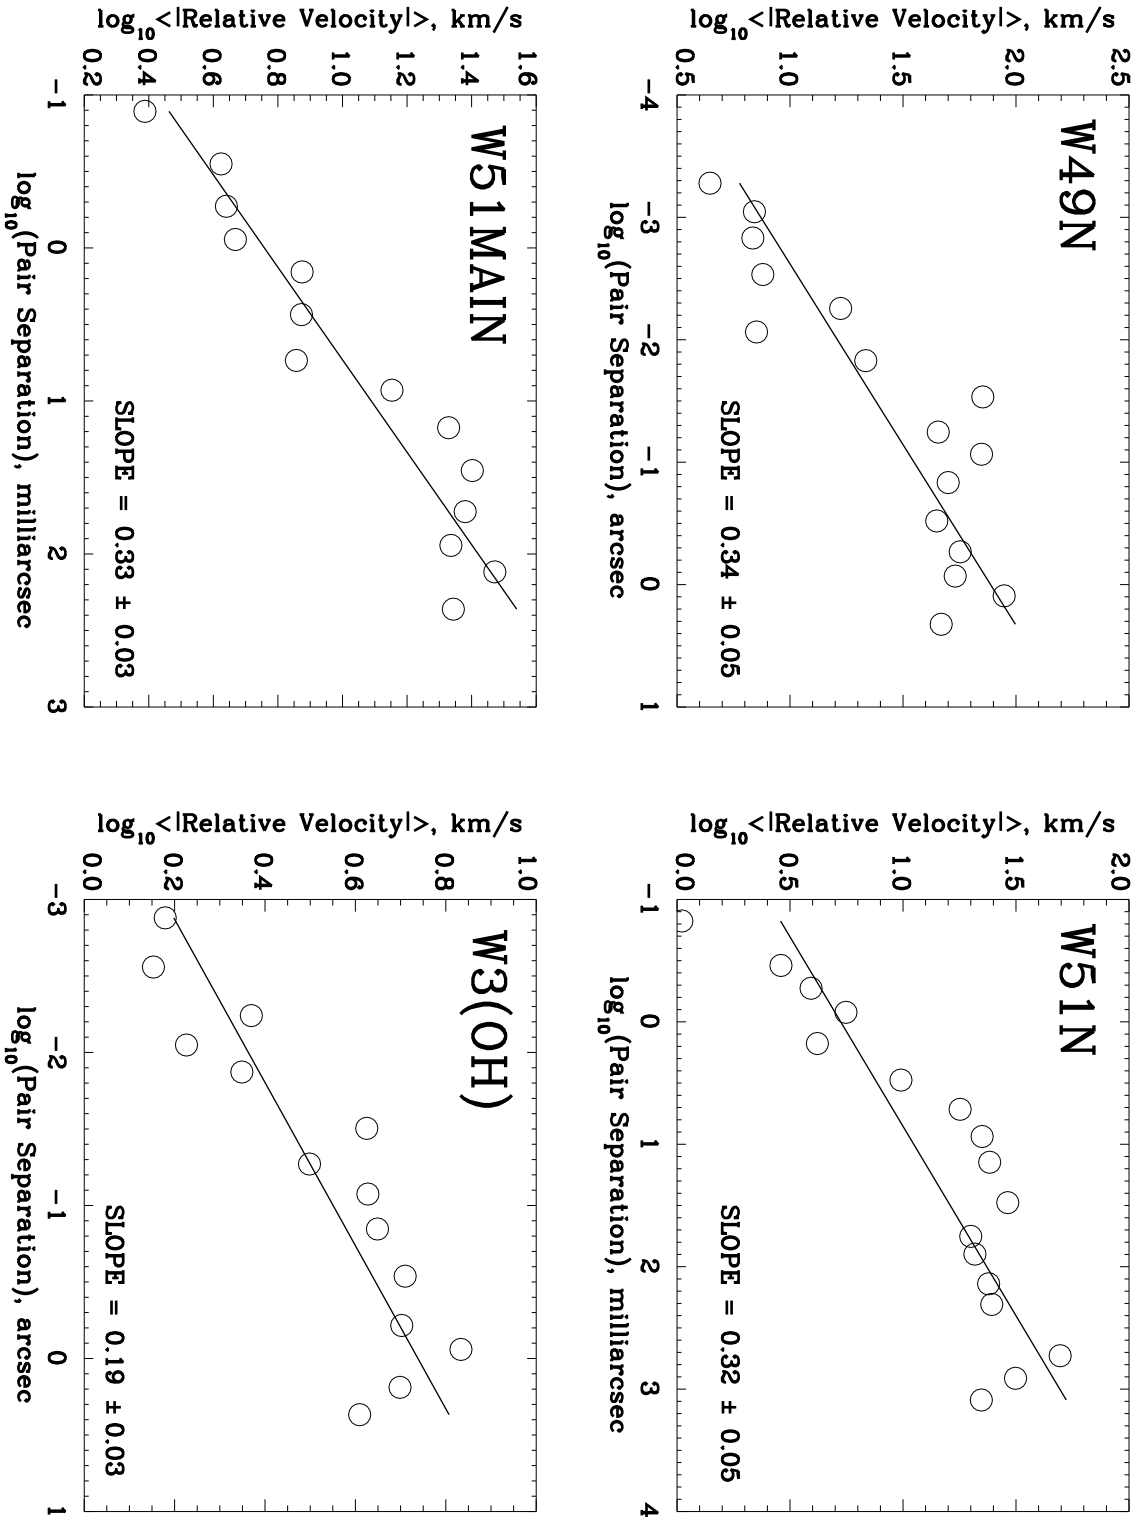 W49N
log10<|Relative Velocity|>, km/s
2.5
2.0
1.5
1.0
0.5
-4 -3 -2 -1 0 1
SLOPE = 0.34 ± 0.05
log10(Pair Separation), arcsec
W51N
log10<|Relative Velocity|>, km/s
2.0
1.5
1.0
0.5
0.0
-1 0 1 2 3 4
SLOPE = 0.32 ± 0.05
log10(Pair Separation), milliarcsec
W51MAIN
log10<|Relative Velocity|>, km/s
1.6
1.4
1.2
1.0
0.8
0.6
0.4
0.2
-1 0 1 2 3
SLOPE = 0.33 ± 0.03
log10(Pair Separation), milliarcsec
W3(OH)
log10<|Relative Velocity|>, km/s
1.0
0.8
0.6
0.4
0.2
0.0
-3 -2 -1 0 1
SLOPE = 0.19 ± 0.03
log10(Pair Separation), arcsec